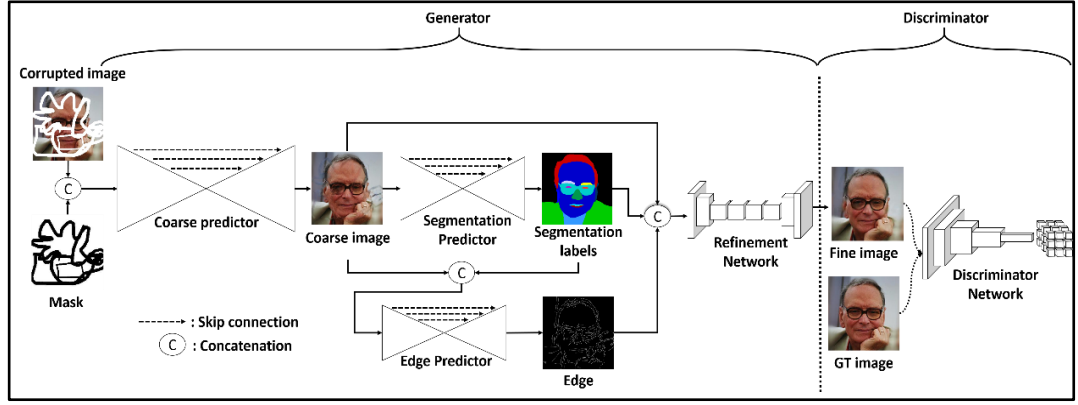 Generator
Discriminator
Corrupted image
C
Mask
Coarse predictor
Coarse image
Segmentation
Predictor
Segmentation
labels
C
C
Refinement
Network
Fine image
GT image
Discriminator
Network
Edge Predictor
Edge
: Skip connection
C : Concatenation